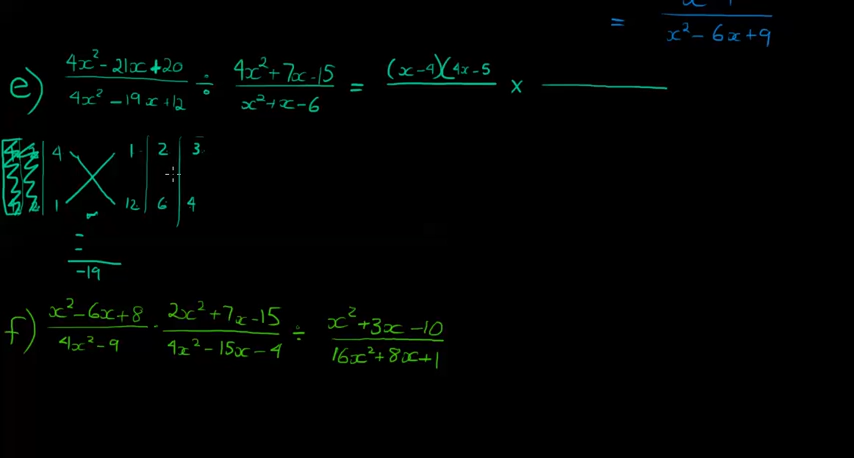 = x² - 6x + 9
e) 4x² - 21x + 20 / 4x² - 19x + 12 ÷ 4x² + 7x - 15 / x² + x - 6 = (x - 4)(4x - 5 ×
4 1 2 3
1 12 6 4
-19
f) x² - 6x + 8 / 4x² - 9 · 2x² + 7x - 15 / 4x² - 15x - 4 ÷ x² + 3x - 10 / 16x² + 8x + 1